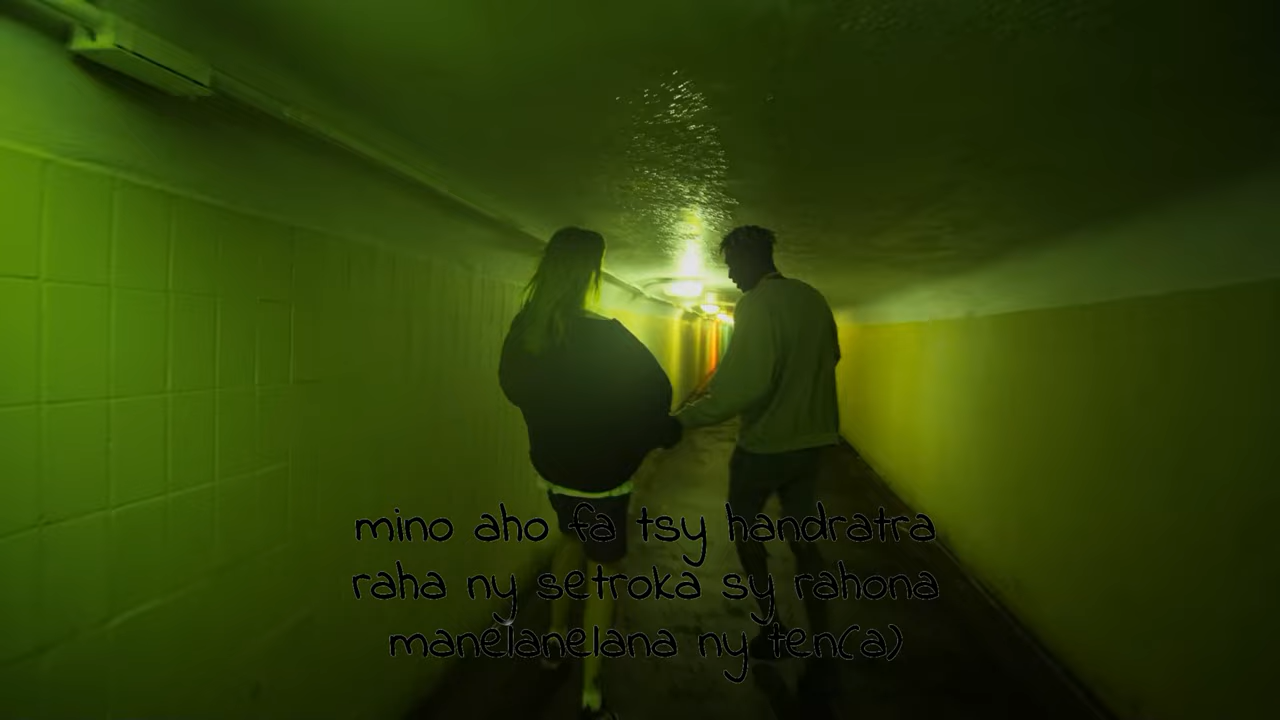 mino aho fa tsy handratra
raha ny setroka sy rahona
manelanelana ny ten(a)